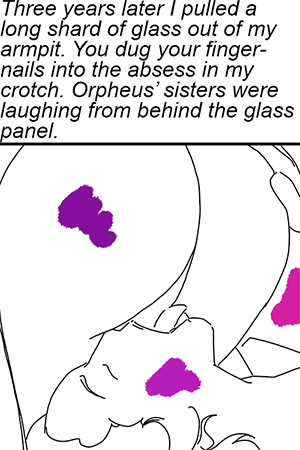 Three years later I pulled a
long shard of glass out of my
armpit. You dug your finger-
nails into the absess in my
crotch. Orpheus' sisters were
laughing from behind the glass
panel.